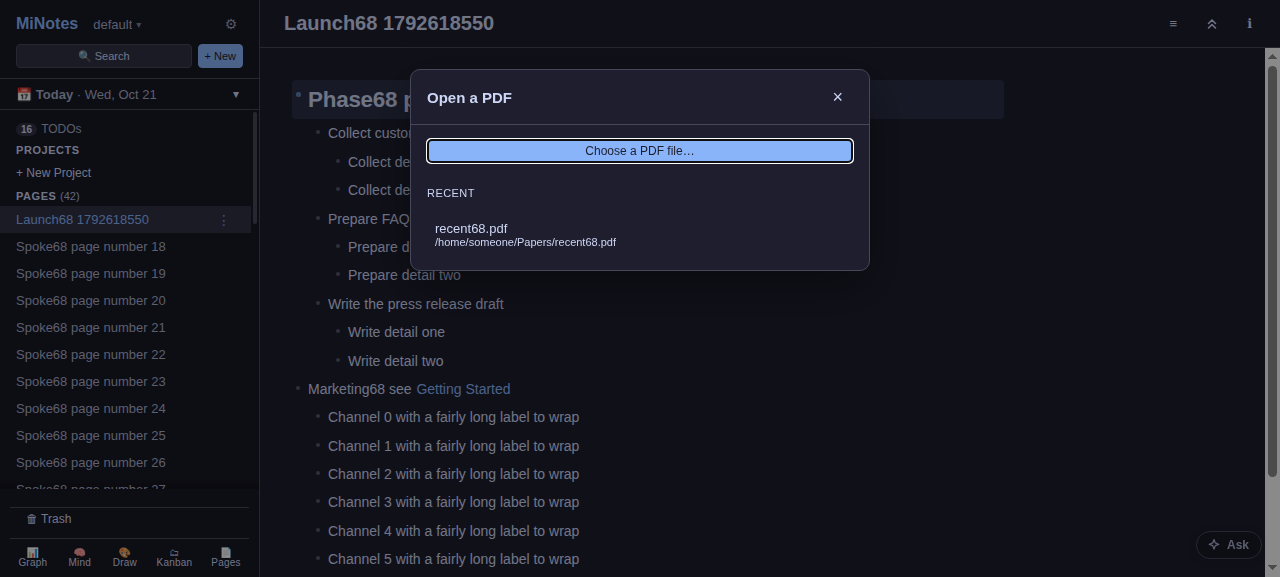 MiNotes default
Search
+ New
Today · Wed, Oct 21
16 TODOs
PROJECTS
+ New Project
PAGES (42)
Launch68 1792618550
Spoke68 page number 18
Spoke68 page number 19
Spoke68 page number 20
Spoke68 page number 21
Spoke68 page number 22
Spoke68 page number 23
Spoke68 page number 24
Spoke68 page number 25
Spoke68 page number 26
Spoke68 page number 27
Trash
Graph Mind Draw Kanban Pages
Launch68 1792618550
Phase68
Collect
Collect
Collect
Prepare FAQ
Prepare
Prepare detail two
Write the press release draft
Write detail one
Write detail two
Marketing68 see Getting Started
Channel 0 with a fairly long label to wrap
Channel 1 with a fairly long label to wrap
Channel 2 with a fairly long label to wrap
Channel 3 with a fairly long label to wrap
Channel 4 with a fairly long label to wrap
Channel 5 with a fairly long label to wrap
Open a PDF
Choose a PDF file…
RECENT
recent68.pdf
/home/someone/Papers/recent68.pdf
Ask